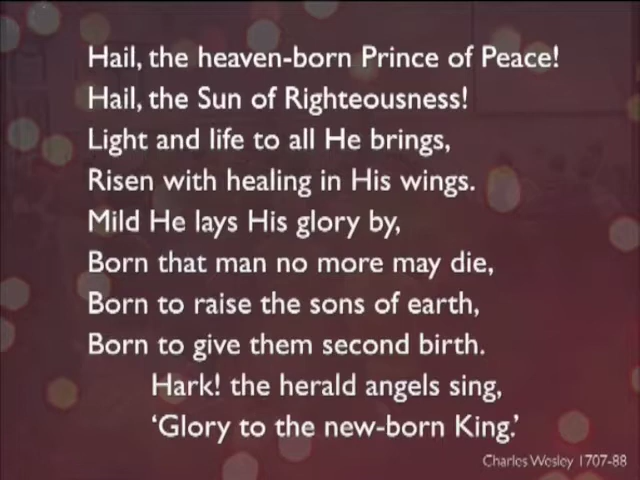 Hail, the heaven-born Prince of Peace!
Hail, the Sun of Righteousness!
Light and life to all He brings,
Risen with healing in His wings.
Mild He lays His glory by,
Born that man no more may die,
Born to raise the sons of earth,
Born to give them second birth.
Hark! the herald angels sing,
‘Glory to the new-born King.’
Charles Wesley 1707-88